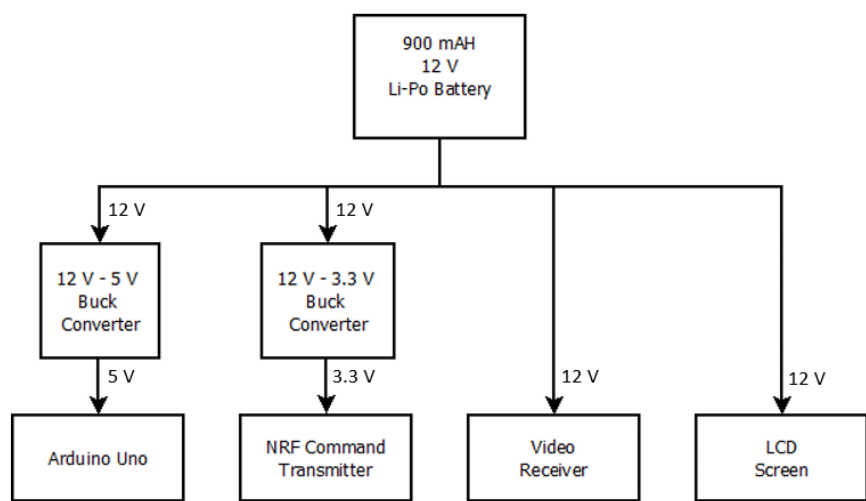 900 mAH
12 V
Li-Po Battery
12 V
12 V
12 V - 5 V
Buck
Converter
12 V - 3.3 V
Buck
Converter
5 V
3.3 V
12 V
12 V
Arduino Uno
NRF Command
Transmitter
Video
Receiver
LCD
Screen